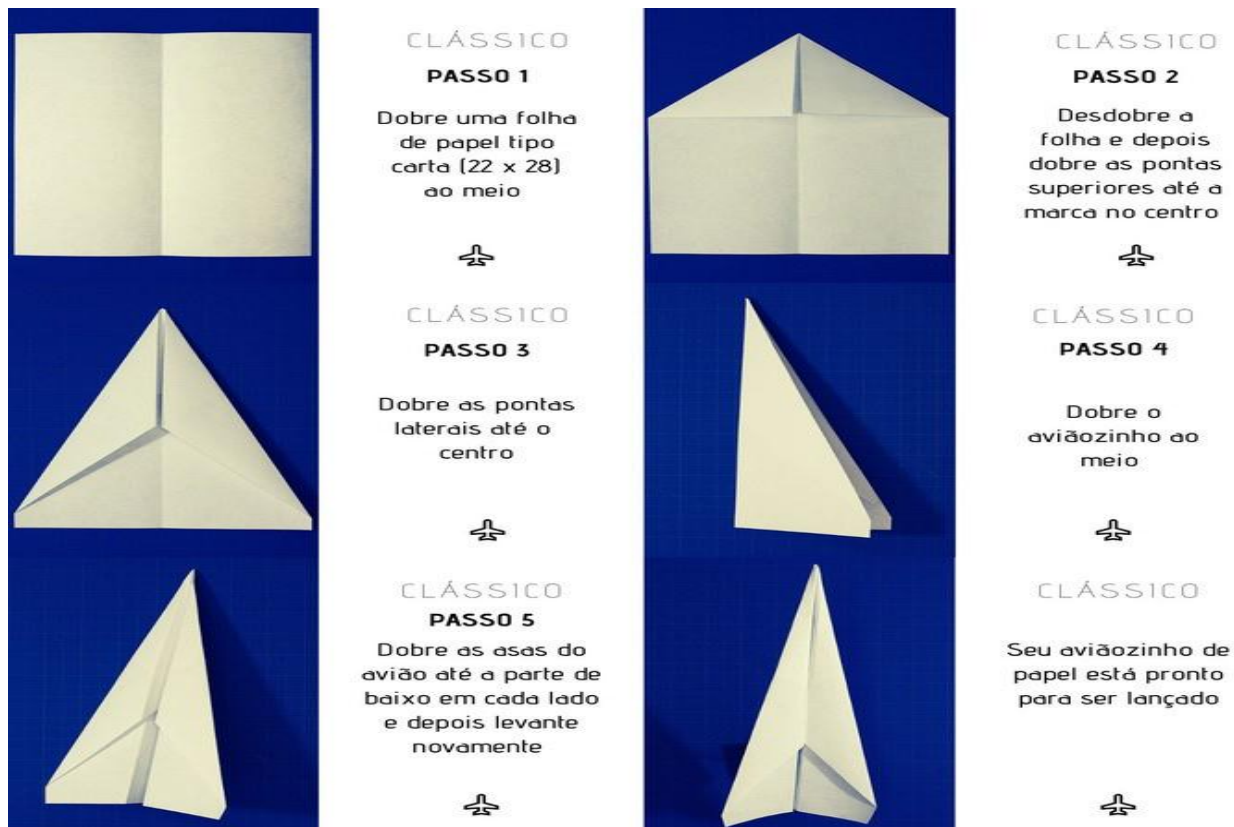 CLÁSSICO
PASSO 1
Dobre uma folha
de papel tipo
carta (22 x 28)
ao meio
CLÁSSICO
PASSO 2
Desdobre a
folha e depois
dobre as pontas
superiores até a
marca no centro
CLÁSSICO
PASSO 3
Dobre as pontas
laterais até o
centro
CLÁSSICO
PASSO 4
Dobre o
aviãozinho ao
meio
CLÁSSICO
PASSO 5
Dobre as asas do
avião até a parte de
baixo em cada lado
e depois levante
novamente
CLÁSSICO
Seu aviãozinho de
papel está pronto
para ser lançado